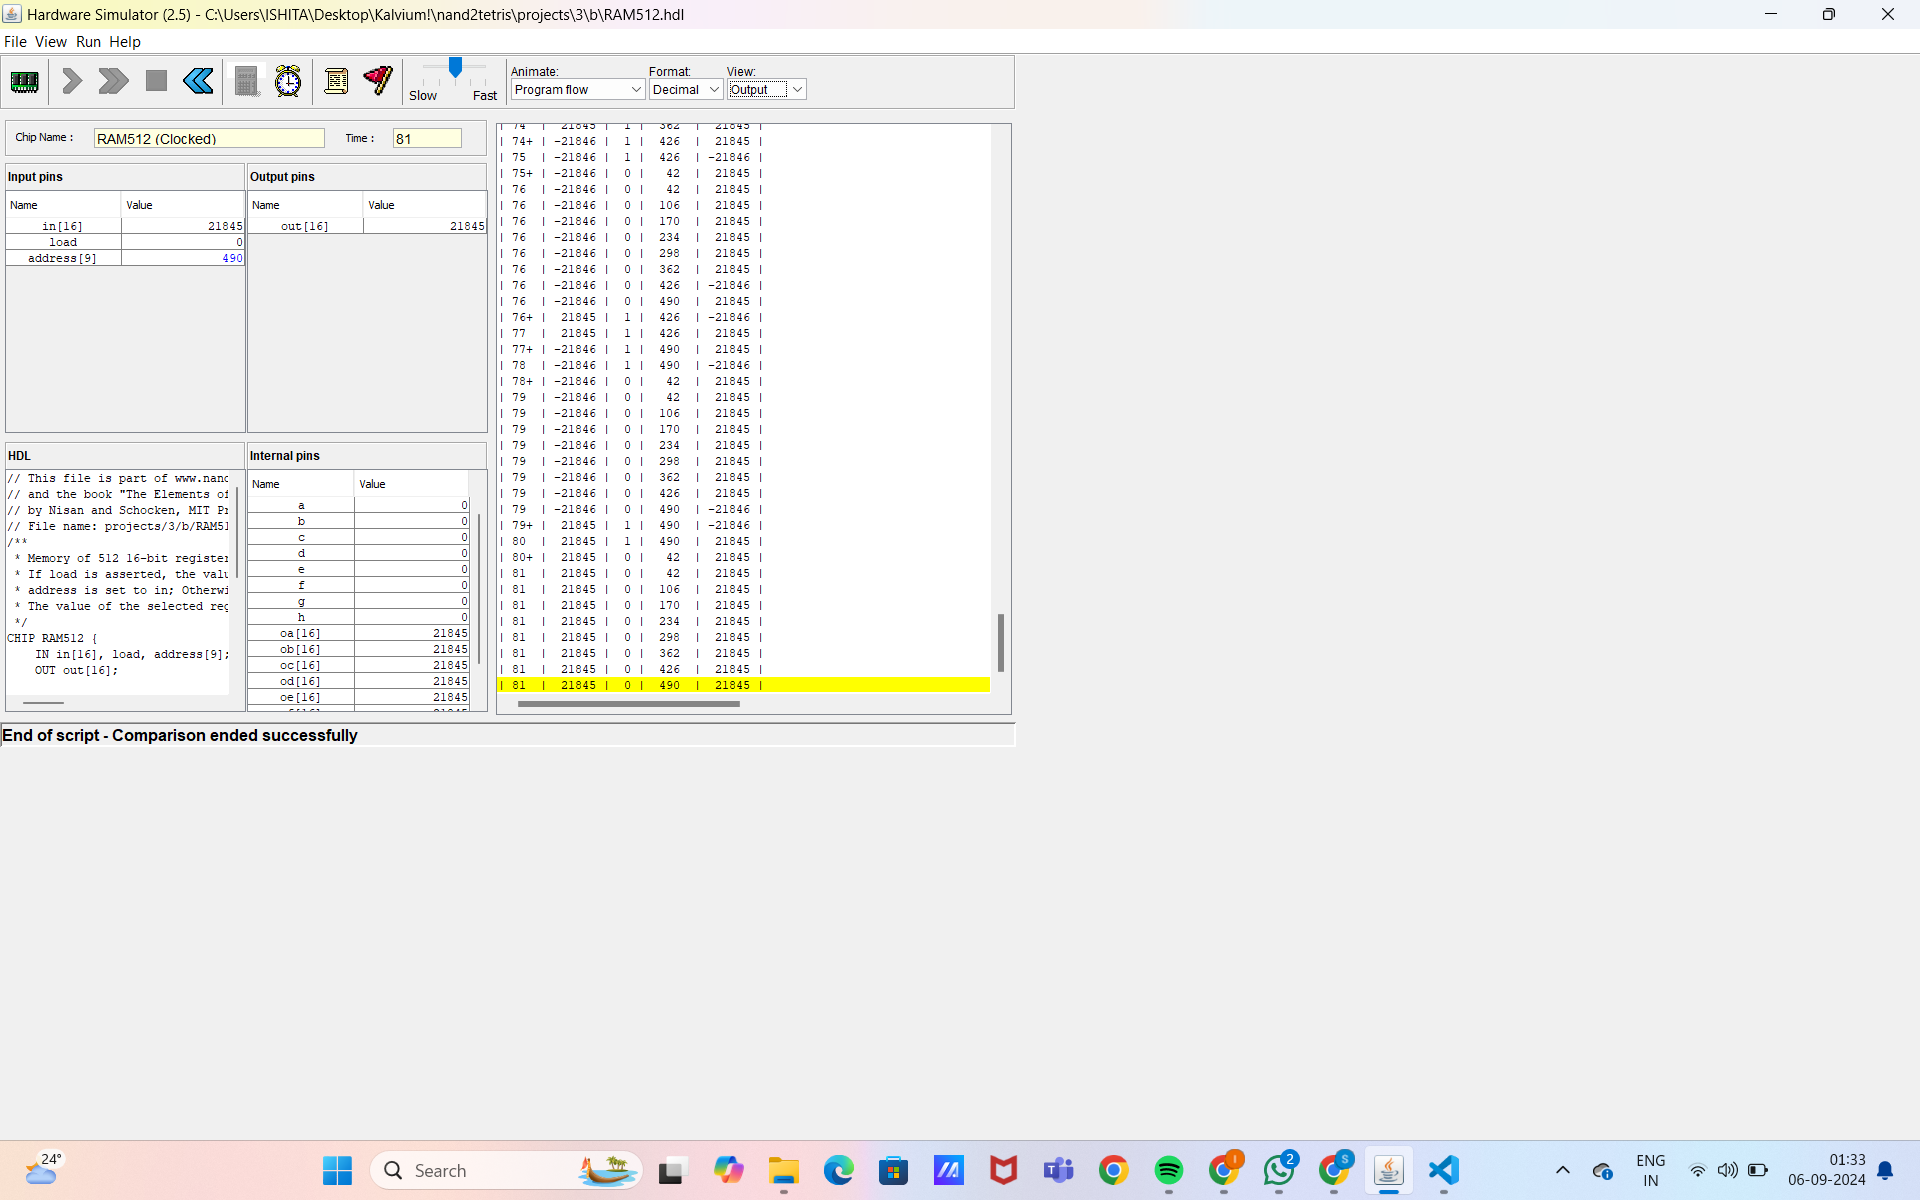 Hardware Simulator (2.5) - C:\Users\ISHITA\Desktop\Kalvium!\nand2tetris\projects\3\b\RAM512.hdl
File View Run Help
Slow Fast
Animate: Format: View:
Program flow Decimal Output
Chip Name : RAM512 (Clocked) Time : 81
Input pins
Name Value
in[16] 21845
load 0
address[9] 490
Output pins
Name Value
out[16] 21845
HDL
// This file is part of www.nand
// and the book "The Elements of
// by Nisan and Schocken, MIT Pr
// File name: projects/3/b/RAM51
/**
* Memory of 512 16-bit register
* If load is asserted, the valu
* address is set to in; Otherwi
* The value of the selected reg
*/
CHIP RAM512 {
IN in[16], load, address[9];
OUT out[16];
Internal pins
Name Value
a 0
b 0
c 0
d 0
e 0
f 0
g 0
h 0
oa[16] 21845
ob[16] 21845
oc[16] 21845
od[16] 21845
oe[16] 21845
| 74 | 21845 | 1 | 362 | 21845 |
| 74+ | -21846 | 1 | 426 | 21845 |
| 75 | -21846 | 1 | 426 | -21846 |
| 75+ | -21846 | 0 | 42 | 21845 |
| 76 | -21846 | 0 | 42 | 21845 |
| 76 | -21846 | 0 | 106 | 21845 |
| 76 | -21846 | 0 | 170 | 21845 |
| 76 | -21846 | 0 | 234 | 21845 |
| 76 | -21846 | 0 | 298 | 21845 |
| 76 | -21846 | 0 | 362 | 21845 |
| 76 | -21846 | 0 | 426 | -21846 |
| 76 | -21846 | 0 | 490 | 21845 |
| 76+ | 21845 | 1 | 426 | -21846 |
| 77 | 21845 | 1 | 426 | 21845 |
| 77+ | -21846 | 1 | 490 | 21845 |
| 78 | -21846 | 1 | 490 | -21846 |
| 78+ | -21846 | 0 | 42 | 21845 |
| 79 | -21846 | 0 | 42 | 21845 |
| 79 | -21846 | 0 | 106 | 21845 |
| 79 | -21846 | 0 | 170 | 21845 |
| 79 | -21846 | 0 | 234 | 21845 |
| 79 | -21846 | 0 | 298 | 21845 |
| 79 | -21846 | 0 | 362 | 21845 |
| 79 | -21846 | 0 | 426 | 21845 |
| 79 | -21846 | 0 | 490 | -21846 |
| 79+ | 21845 | 1 | 490 | -21846 |
| 80 | 21845 | 1 | 490 | 21845 |
| 80+ | 21845 | 0 | 42 | 21845 |
| 81 | 21845 | 0 | 42 | 21845 |
| 81 | 21845 | 0 | 106 | 21845 |
| 81 | 21845 | 0 | 170 | 21845 |
| 81 | 21845 | 0 | 234 | 21845 |
| 81 | 21845 | 0 | 298 | 21845 |
| 81 | 21845 | 0 | 362 | 21845 |
| 81 | 21845 | 0 | 426 | 21845 |
| 81 | 21845 | 0 | 490 | 21845 |
End of script - Comparison ended successfully
24°
Search
I
2
S
ENG
IN
01:33
06-09-2024